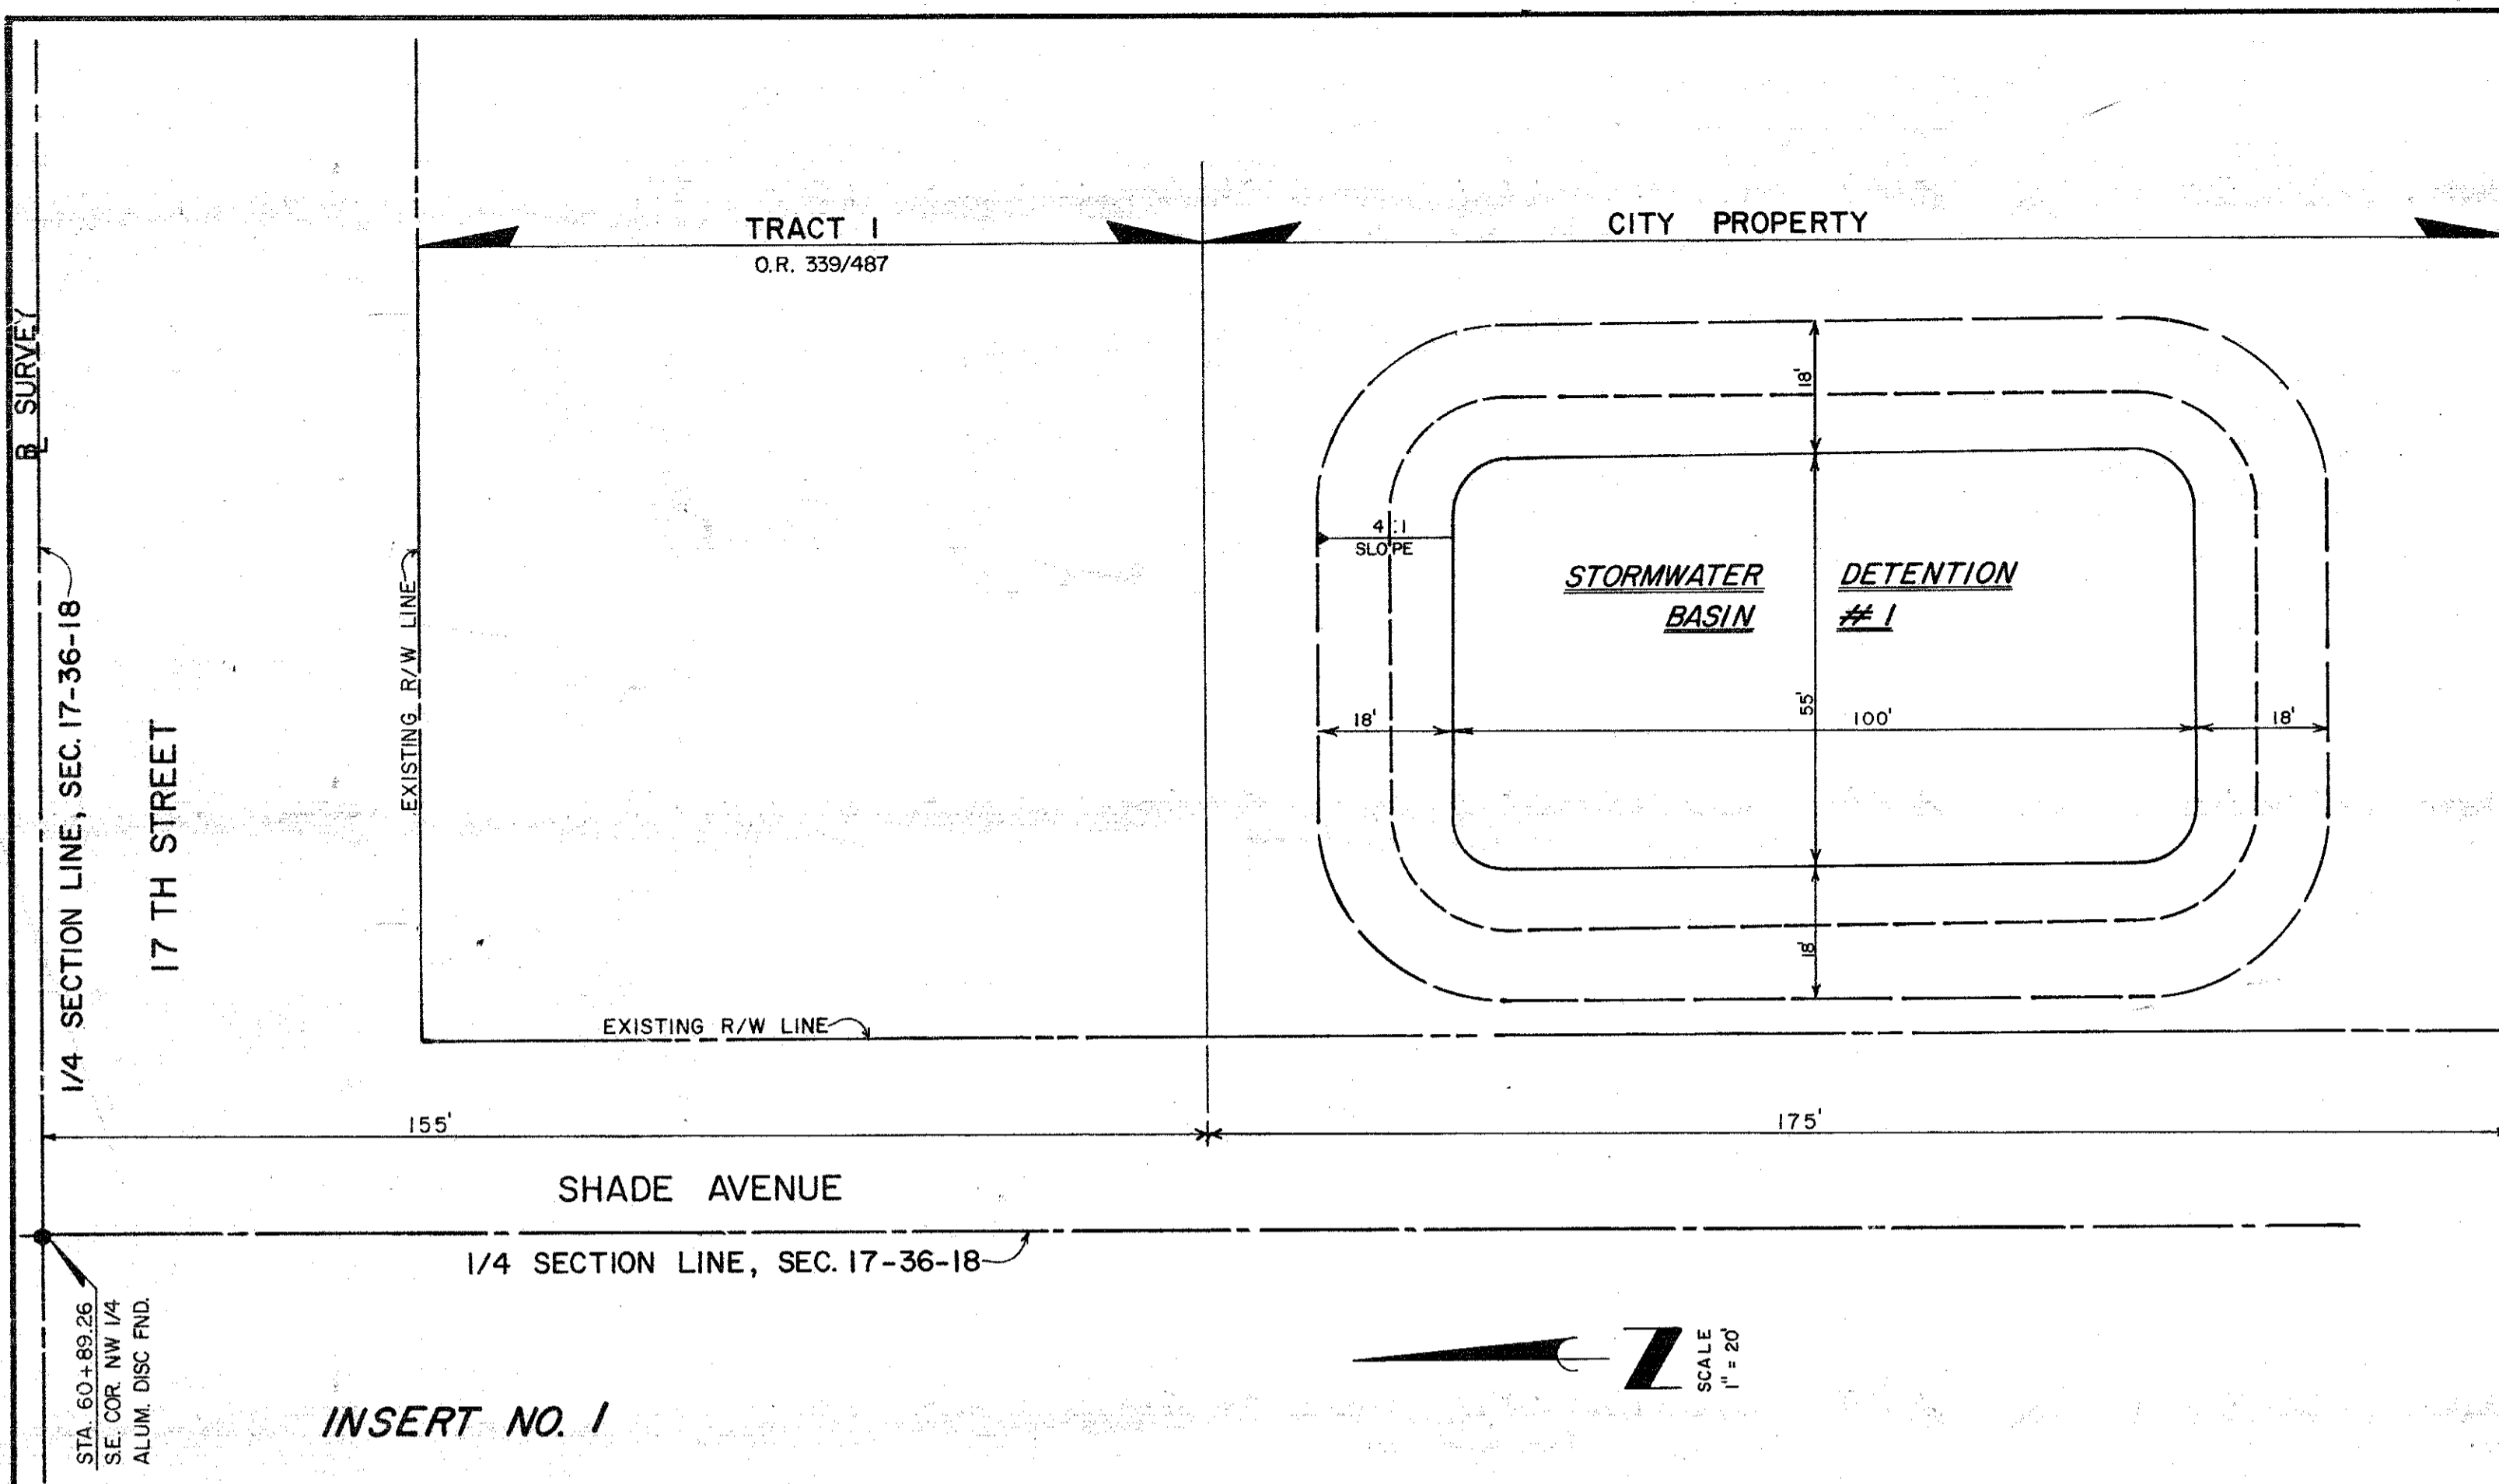 TRACT 1
O.R. 339/487
CITY PROPERTY
BL SURVEY
1/4 SECTION LINE, SEC. 17-36-18
17 TH STREET
EXISTING R/W LINE
EXISTING R/W LINE
18'
4:1
SLOPE
STORMWATER DETENTION
BASIN #1
55'
18'
100'
18'
18'
155'
175'
SHADE AVENUE
1/4 SECTION LINE, SEC. 17-36-18
STA. 60+89.26
S.E. COR. NW 1/4
ALUM. DISC FND.
Z
SCALE
1" = 20'
INSERT NO. 1